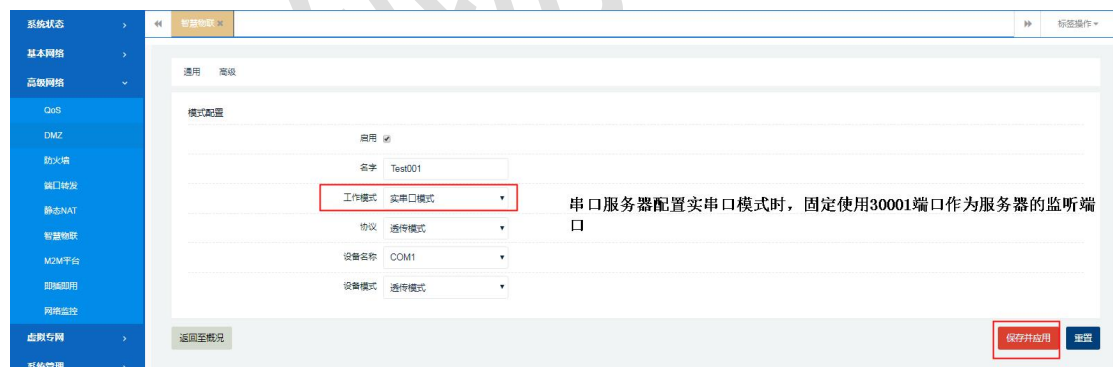 系统状态
智慧物联 ×
标签操作
基本网络
高级网络
通用 高级
QoS
模式配置
DMZ
启用
防火墙
名字 Test001
端口转发
工作模式 实串口模式
串口服务器配置实串口模式时，固定使用30001端口作为服务器的监听端
口
静态NAT
协议 透传模式
智慧物联
设备名称 COM1
M2M平台
设备模式 透传模式
即插即用
网络监控
虚拟专网
返回至概况
保存并应用 重置
系统管理